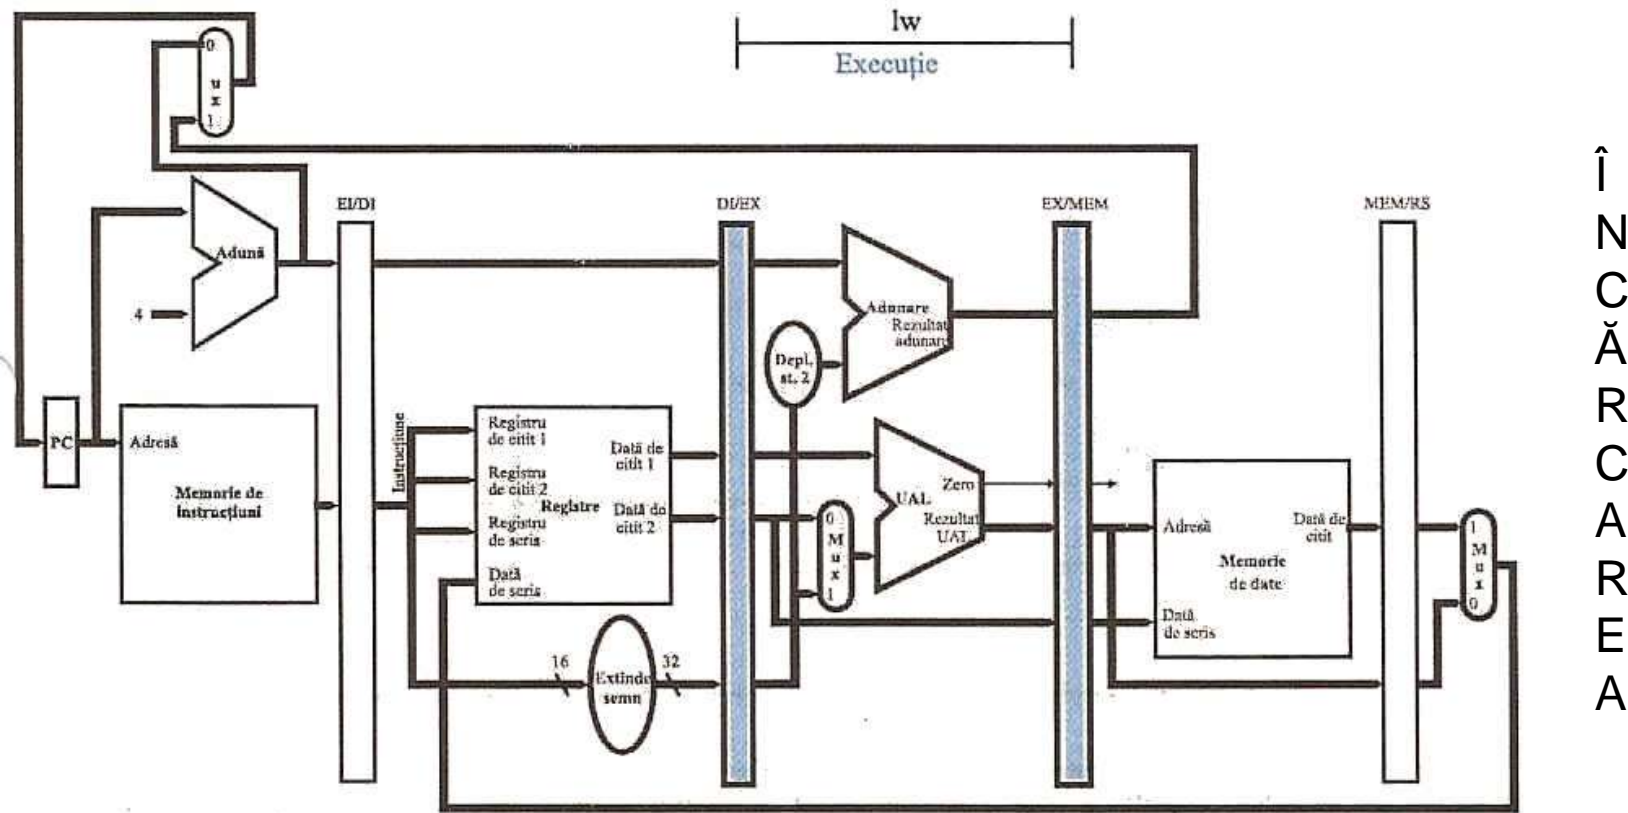 lw
Execuție
0
u
x
1
EI/DI
DI/EX
EX/MEM
MEM/RS
Adună
4
PC
Adresă
Memorie de
instrucțiuni
Instrucțiune
Registru
de citit 1
Registru
de citit 2
Registre
Registru
de scris
Dată
de scris
Dată de
citit 1
Dată de
citit 2
16
Extinde
semn
32
Depl.
st. 2
Adunare
Rezultat
adunare
0
M
u
x
1
UAL
Zero
Rezultat
UAL
Adresă
Dată de
citit
Memorie
de date
Dată
de scris
1
M
u
x
0
Î
N
C
Ă
R
C
A
R
E
A